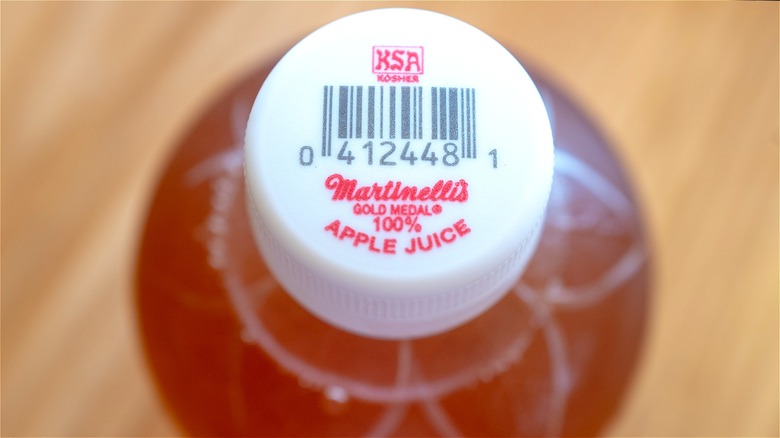 KSA
KOSHER
0 412448 1
Martinelli's
GOLD MEDAL®
100%
APPLE JUICE